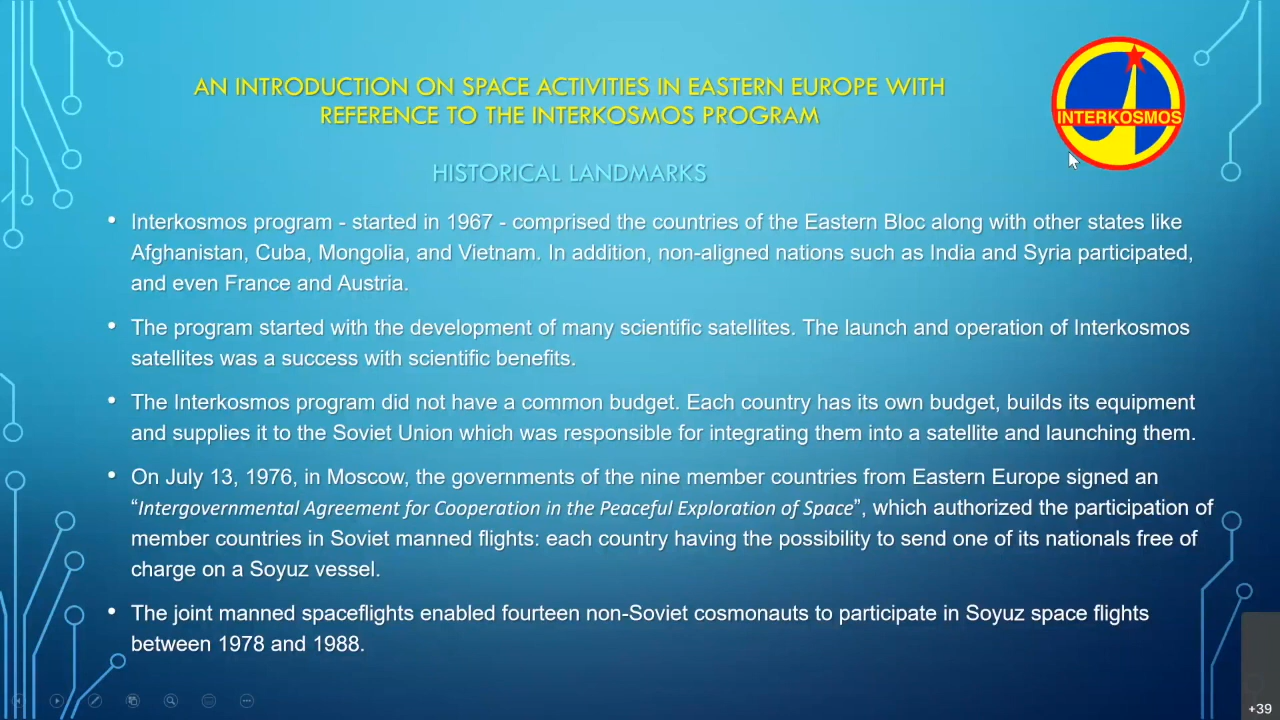 AN INTRODUCTION ON SPACE ACTIVITIES IN EASTERN EUROPE WITH
REFERENCE TO THE INTERKOSMOS PROGRAM
INTERKOSMOS
HISTORICAL LANDMARKS
• Interkosmos program - started in 1967 - comprised the countries of the Eastern Bloc along with other states like
Afghanistan, Cuba, Mongolia, and Vietnam. In addition, non-aligned nations such as India and Syria participated,
and even France and Austria.
• The program started with the development of many scientific satellites. The launch and operation of Interkosmos
satellites was a success with scientific benefits.
• The Interkosmos program did not have a common budget. Each country has its own budget, builds its equipment
and supplies it to the Soviet Union which was responsible for integrating them into a satellite and launching them.
• On July 13, 1976, in Moscow, the governments of the nine member countries from Eastern Europe signed an
“Intergovernmental Agreement for Cooperation in the Peaceful Exploration of Space”, which authorized the participation of
member countries in Soviet manned flights: each country having the possibility to send one of its nationals free of
charge on a Soyuz vessel.
• The joint manned spaceflights enabled fourteen non-Soviet cosmonauts to participate in Soyuz space flights
between 1978 and 1988.
+39